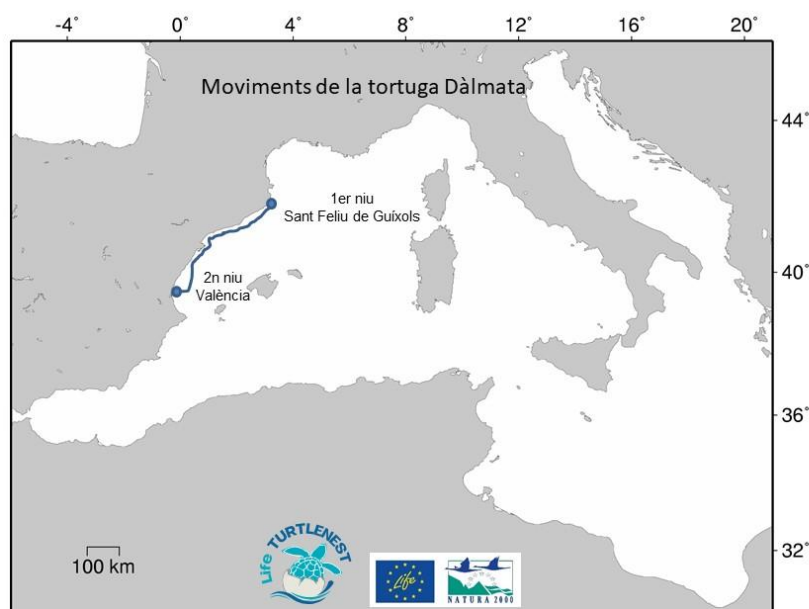 -4˚ 0˚ 4˚ 8˚ 12˚ 16˚ 20˚
Moviments de la tortuga Dàlmata
44˚
1er niu
Sant Feliu de Guíxols
40˚
2n niu
València
36˚
32˚
100 km
Life TURTLENEST
Life
NATURA 2000